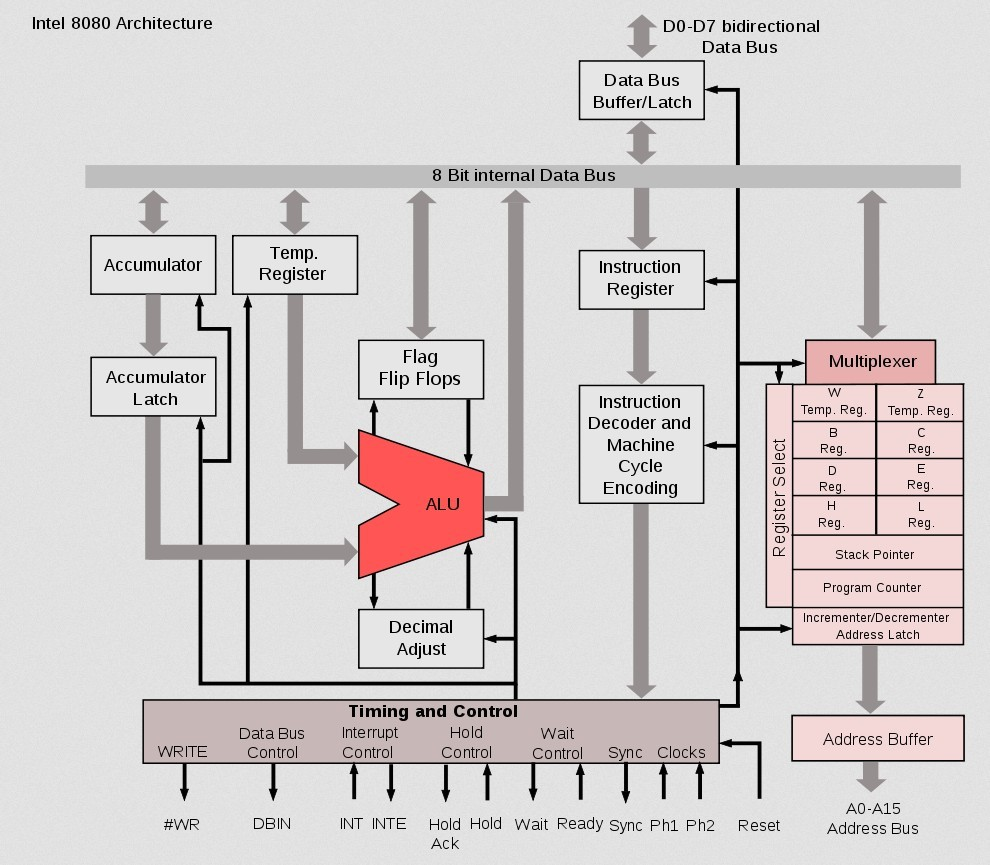 Intel 8080 Architecture
D0-D7 bidirectional
Data Bus
Data Bus
Buffer/Latch
8 Bit internal Data Bus
Accumulator
Temp.
Register
Instruction
Register
Accumulator
Latch
Flag
Flip Flops
Multiplexer
Instruction
Decoder and
Machine
Cycle
Encoding
Register Select
W
Temp. Reg.
Z
Temp. Reg.
B
Reg.
C
Reg.
D
Reg.
E
Reg.
H
Reg.
L
Reg.
Stack Pointer
Program Counter
Incrementer/Decrementer
Address Latch
ALU
Decimal
Adjust
Timing and Control
WRITE
Data Bus
Control
Interrupt
Control
Hold
Control
Wait
Control
Sync
Clocks
Address Buffer
#WR
DBIN
INT
INTE
Hold
Ack
Hold
Wait
Ready
Sync
Ph1
Ph2
Reset
A0-A15
Address Bus